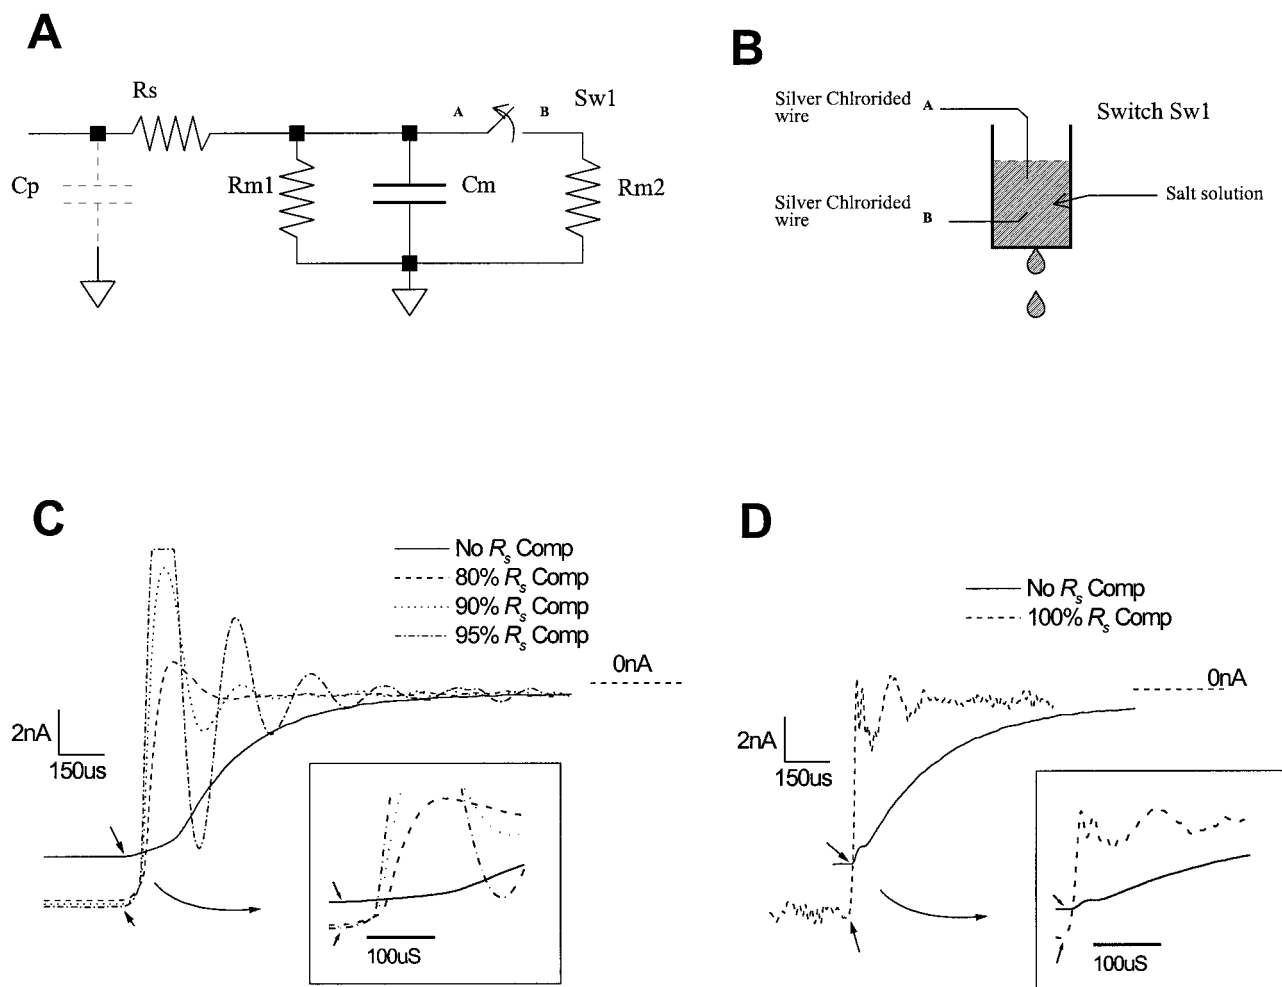 A
Rs
Cp
Rm1
Cm
A
B
Sw1
Rm2
B
Silver Chlrorided
wire
A
Switch Sw1
Silver Chlrorided
wire
B
Salt solution
C
No Rs Comp
80% Rs Comp
90% Rs Comp
95% Rs Comp
0nA
2nA
150us
100uS
D
No Rs Comp
100% Rs Comp
0nA
2nA
150us
100uS